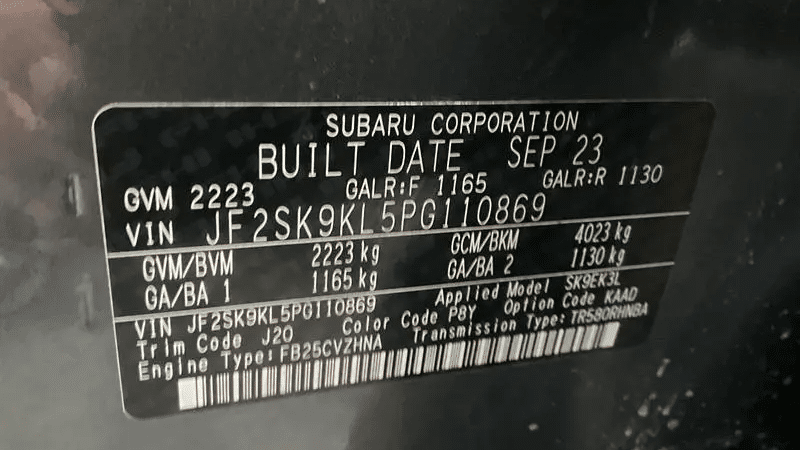 SUBARU CORPORATION
BUILT DATE SEP 23
GVM 2223 GALR:F 1165 GALR:R 1130
VIN JF2SK9KL5PG110869
GVM/BVM 2223 kg GCM/BKM 4023 kg
GA/BA 1 1165 kg GA/BA 2 1130 kg
VIN JF2SK9KL5PG110869 Applied Model SK9EK3L
Trim Code J20 Color Code P8Y Option Code KAAD
Engine Type: FB25CVZHNA Transmission Type: TR580RHNBA